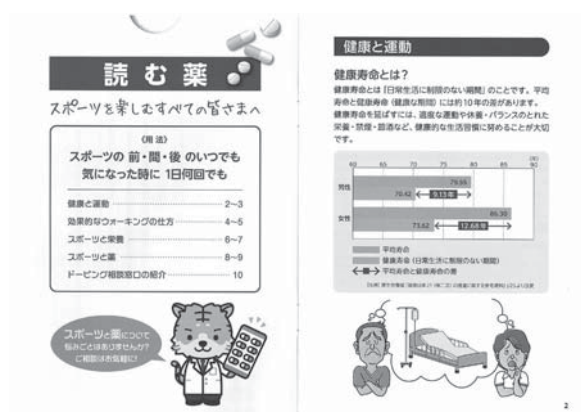 読む薬
スポーツを楽しむすべての皆さまへ
《用法》
スポーツの 前・間・後 のいつでも
気になった時に 1日何回でも
健康と運動 2~3
効果的なウォーキングの仕方 4~5
スポーツと栄養 6~7
スポーツと薬 8~9
ドーピング相談窓口の紹介 10
スポーツと薬について
悩みごとはありませんか?
ご相談はお気軽に!
健康と運動
健康寿命とは?
健康寿命とは「日常生活に制限のない期間」のことです。平均
寿命と健康寿命(健康な期間)には約10年の差があります。
健康寿命を延ばすには、適度な運動や休養・バランスのとれた
栄養・禁煙・節酒など、健康的な生活習慣に努めることが大切
です。
(年)
60 65 70 75 80 85 90
男性
79.55
70.42 9.13年
女性
86.30
73.62 12.68年
平均寿命
健康寿命(日常生活に制限のない期間)
平均寿命と健康寿命の差
2